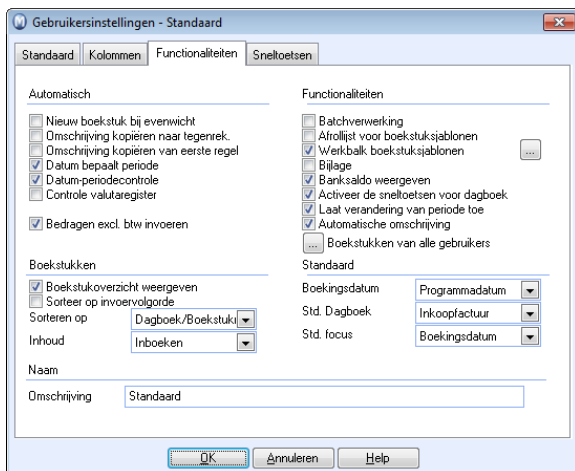 Gebruikersinstellingen - Standaard
Standaard
Kolommen
Functionaliteiten
Sneltoetsen
Automatisch
Nieuw boekstuk bij evenwicht
Omschrijving kopiëren naar tegenrek.
Omschrijving kopiëren van eerste regel
Datum bepaalt periode
Datum-periodecontrole
Controle valutaregister
Bedragen excl. btw invoeren
Functionaliteiten
Batchverwerking
Afrollijst voor boekstuksjablonen
Werkbalk boekstuksjablonen
...
Bijlage
Banksaldo weergeven
Activeer de sneltoetsen voor dagboek
Laat verandering van periode toe
Automatische omschrijving
... Boekstukken van alle gebruikers
Boekstukken
Boekstukoverzicht weergeven
Sorteer op invoervolgorde
Sorteren op Dagboek/Boekstuk
Inhoud Inboeken
Standaard
Boekingsdatum Programmadatum
Std. Dagboek Inkoopfactuur
Std. focus Boekingsdatum
Naam
Omschrijving Standaard
OK
Annuleren
Help